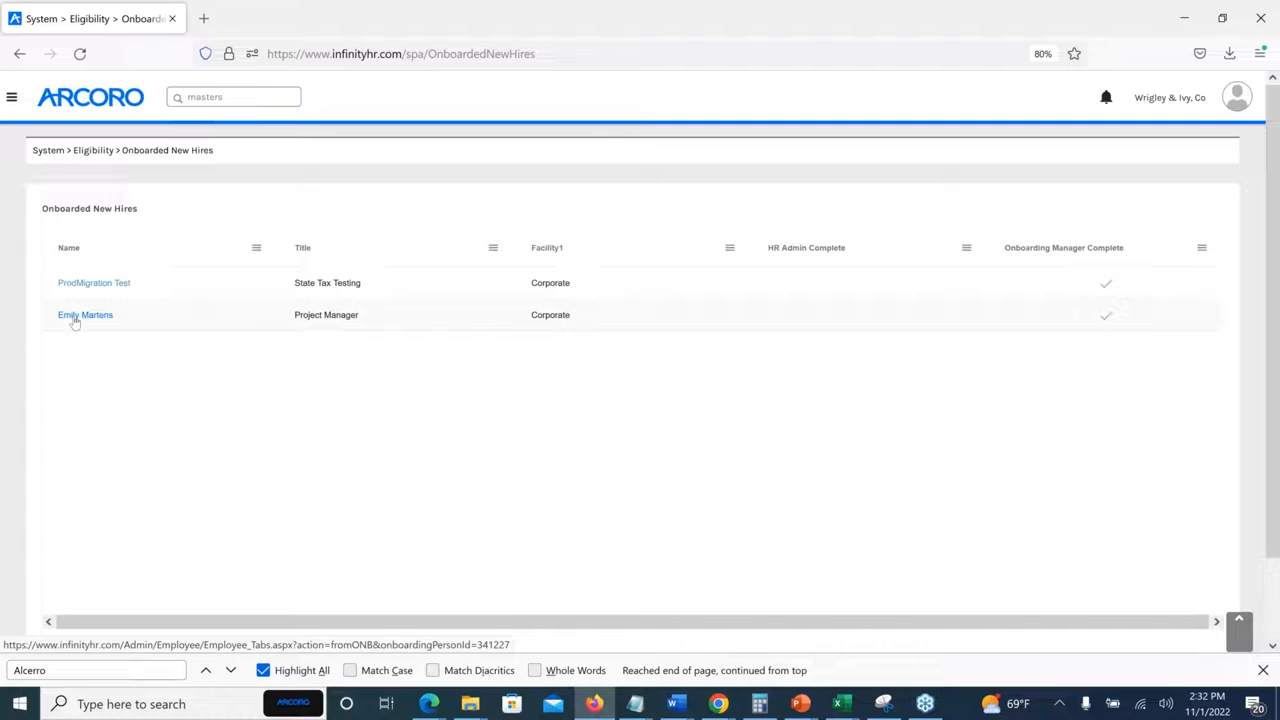 System > Eligibility > Onboarde
https://www.infinityhr.com/spa/OnboardedNewHires
80%
ARCORO
masters
Wrigley & Ivy, Co
System > Eligibility > Onboarded New Hires
Onboarded New Hires
Name Title Facility1 HR Admin Complete Onboarding Manager Complete
ProdMigration Test State Tax Testing Corporate
Emily Martens Project Manager Corporate
https://www.infinityhr.com/Admin/Employee/Employee_Tabs.aspx?action=fromONB&onboardingPersonId=341227
Alcerro Highlight All Match Case Match Diacritics Whole Words Reached end of page, continued from top
Type here to search
ARCORO
69°F
2:32 PM
11/1/2022
20